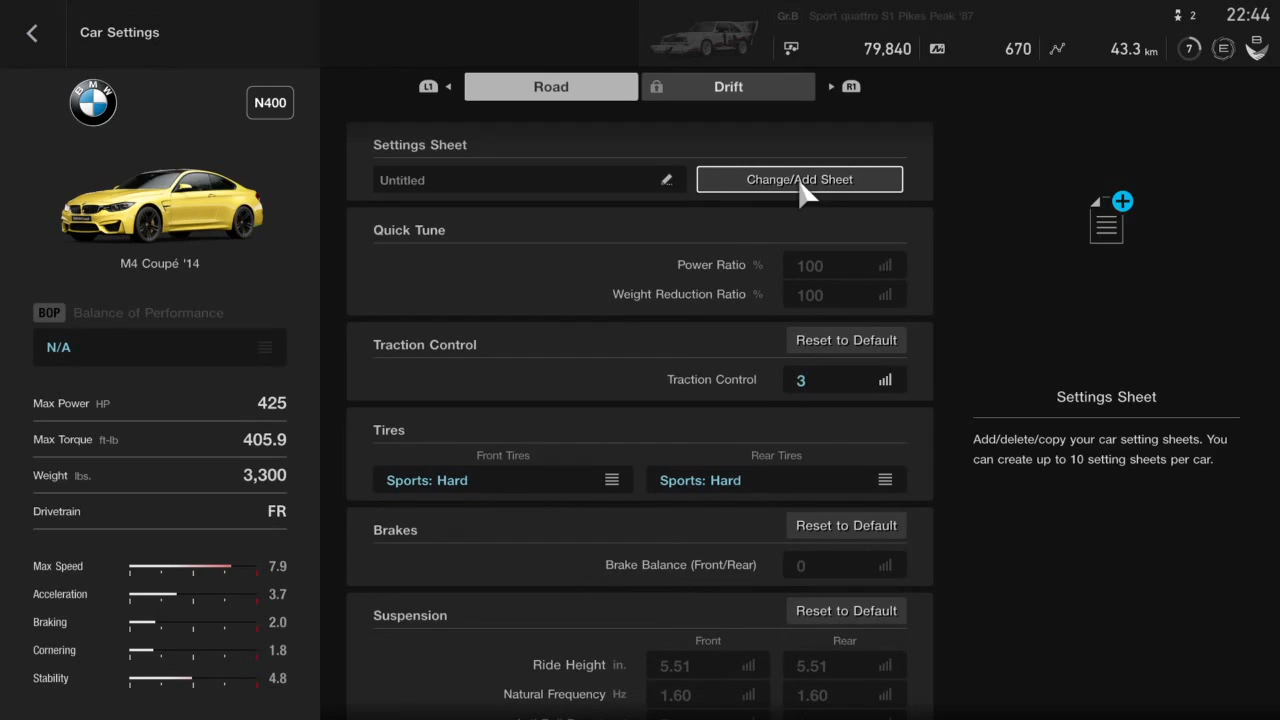 Car Settings
Gr.B Sport quattro S1 Pikes Peak '87
2
22:44
79,840
670
43.3 km
7
E
B
BMW
N400
M4 Coupé '14
BOP Balance of Performance
N/A
Max Power HP 425
Max Torque ft-lb 405.9
Weight lbs. 3,300
Drivetrain FR
Max Speed 7.9
Acceleration 3.7
Braking 2.0
Cornering 1.8
Stability 4.8
L1 Road Drift R1
Settings Sheet
Untitled Change/Add Sheet
Quick Tune
Power Ratio % 100
Weight Reduction Ratio % 100
Traction Control Reset to Default
Traction Control 3
Tires
Front Tires Rear Tires
Sports: Hard Sports: Hard
Brakes Reset to Default
Brake Balance (Front/Rear) 0
Suspension Reset to Default
Front Rear
Ride Height in. 5.51 5.51
Natural Frequency Hz 1.60 1.60
Settings Sheet
Add/delete/copy your car setting sheets. You
can create up to 10 setting sheets per car.